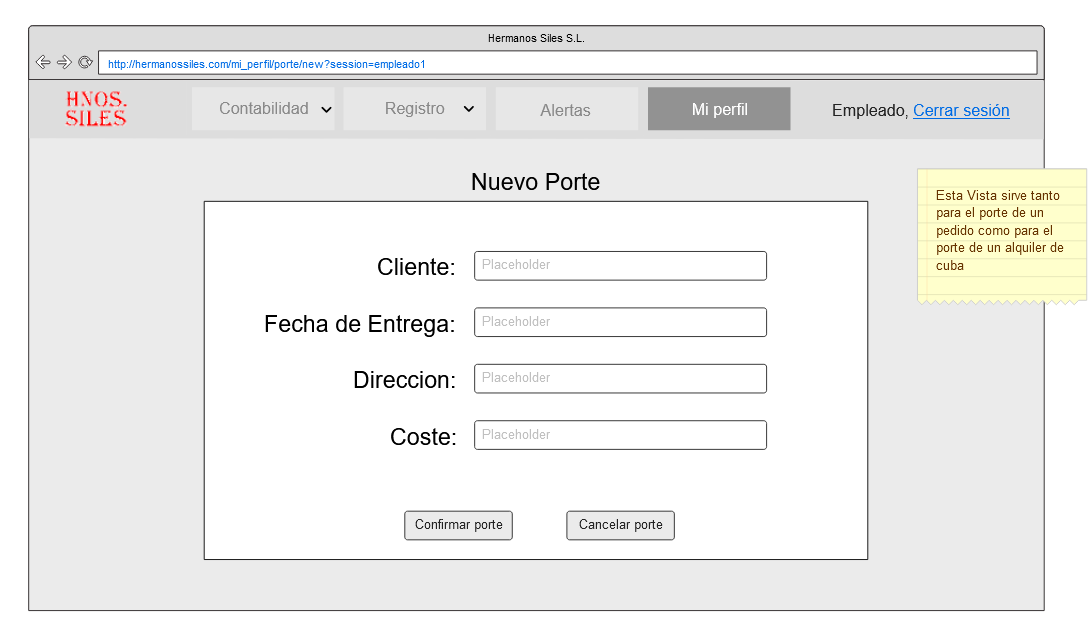 Hermanos Siles S.L.
http://hermanossiles.com/mi_perfil/porte/new?session=empleado1
HNOS.
SILES
Contabilidad
Registro
Alertas
Mi perfil
Empleado, Cerrar sesión
Nuevo Porte
Esta Vista sirve tanto
para el porte de un
pedido como para el
porte de un alquiler de
cuba
Cliente: Placeholder
Fecha de Entrega: Placeholder
Direccion: Placeholder
Coste: Placeholder
Confirmar porte
Cancelar porte